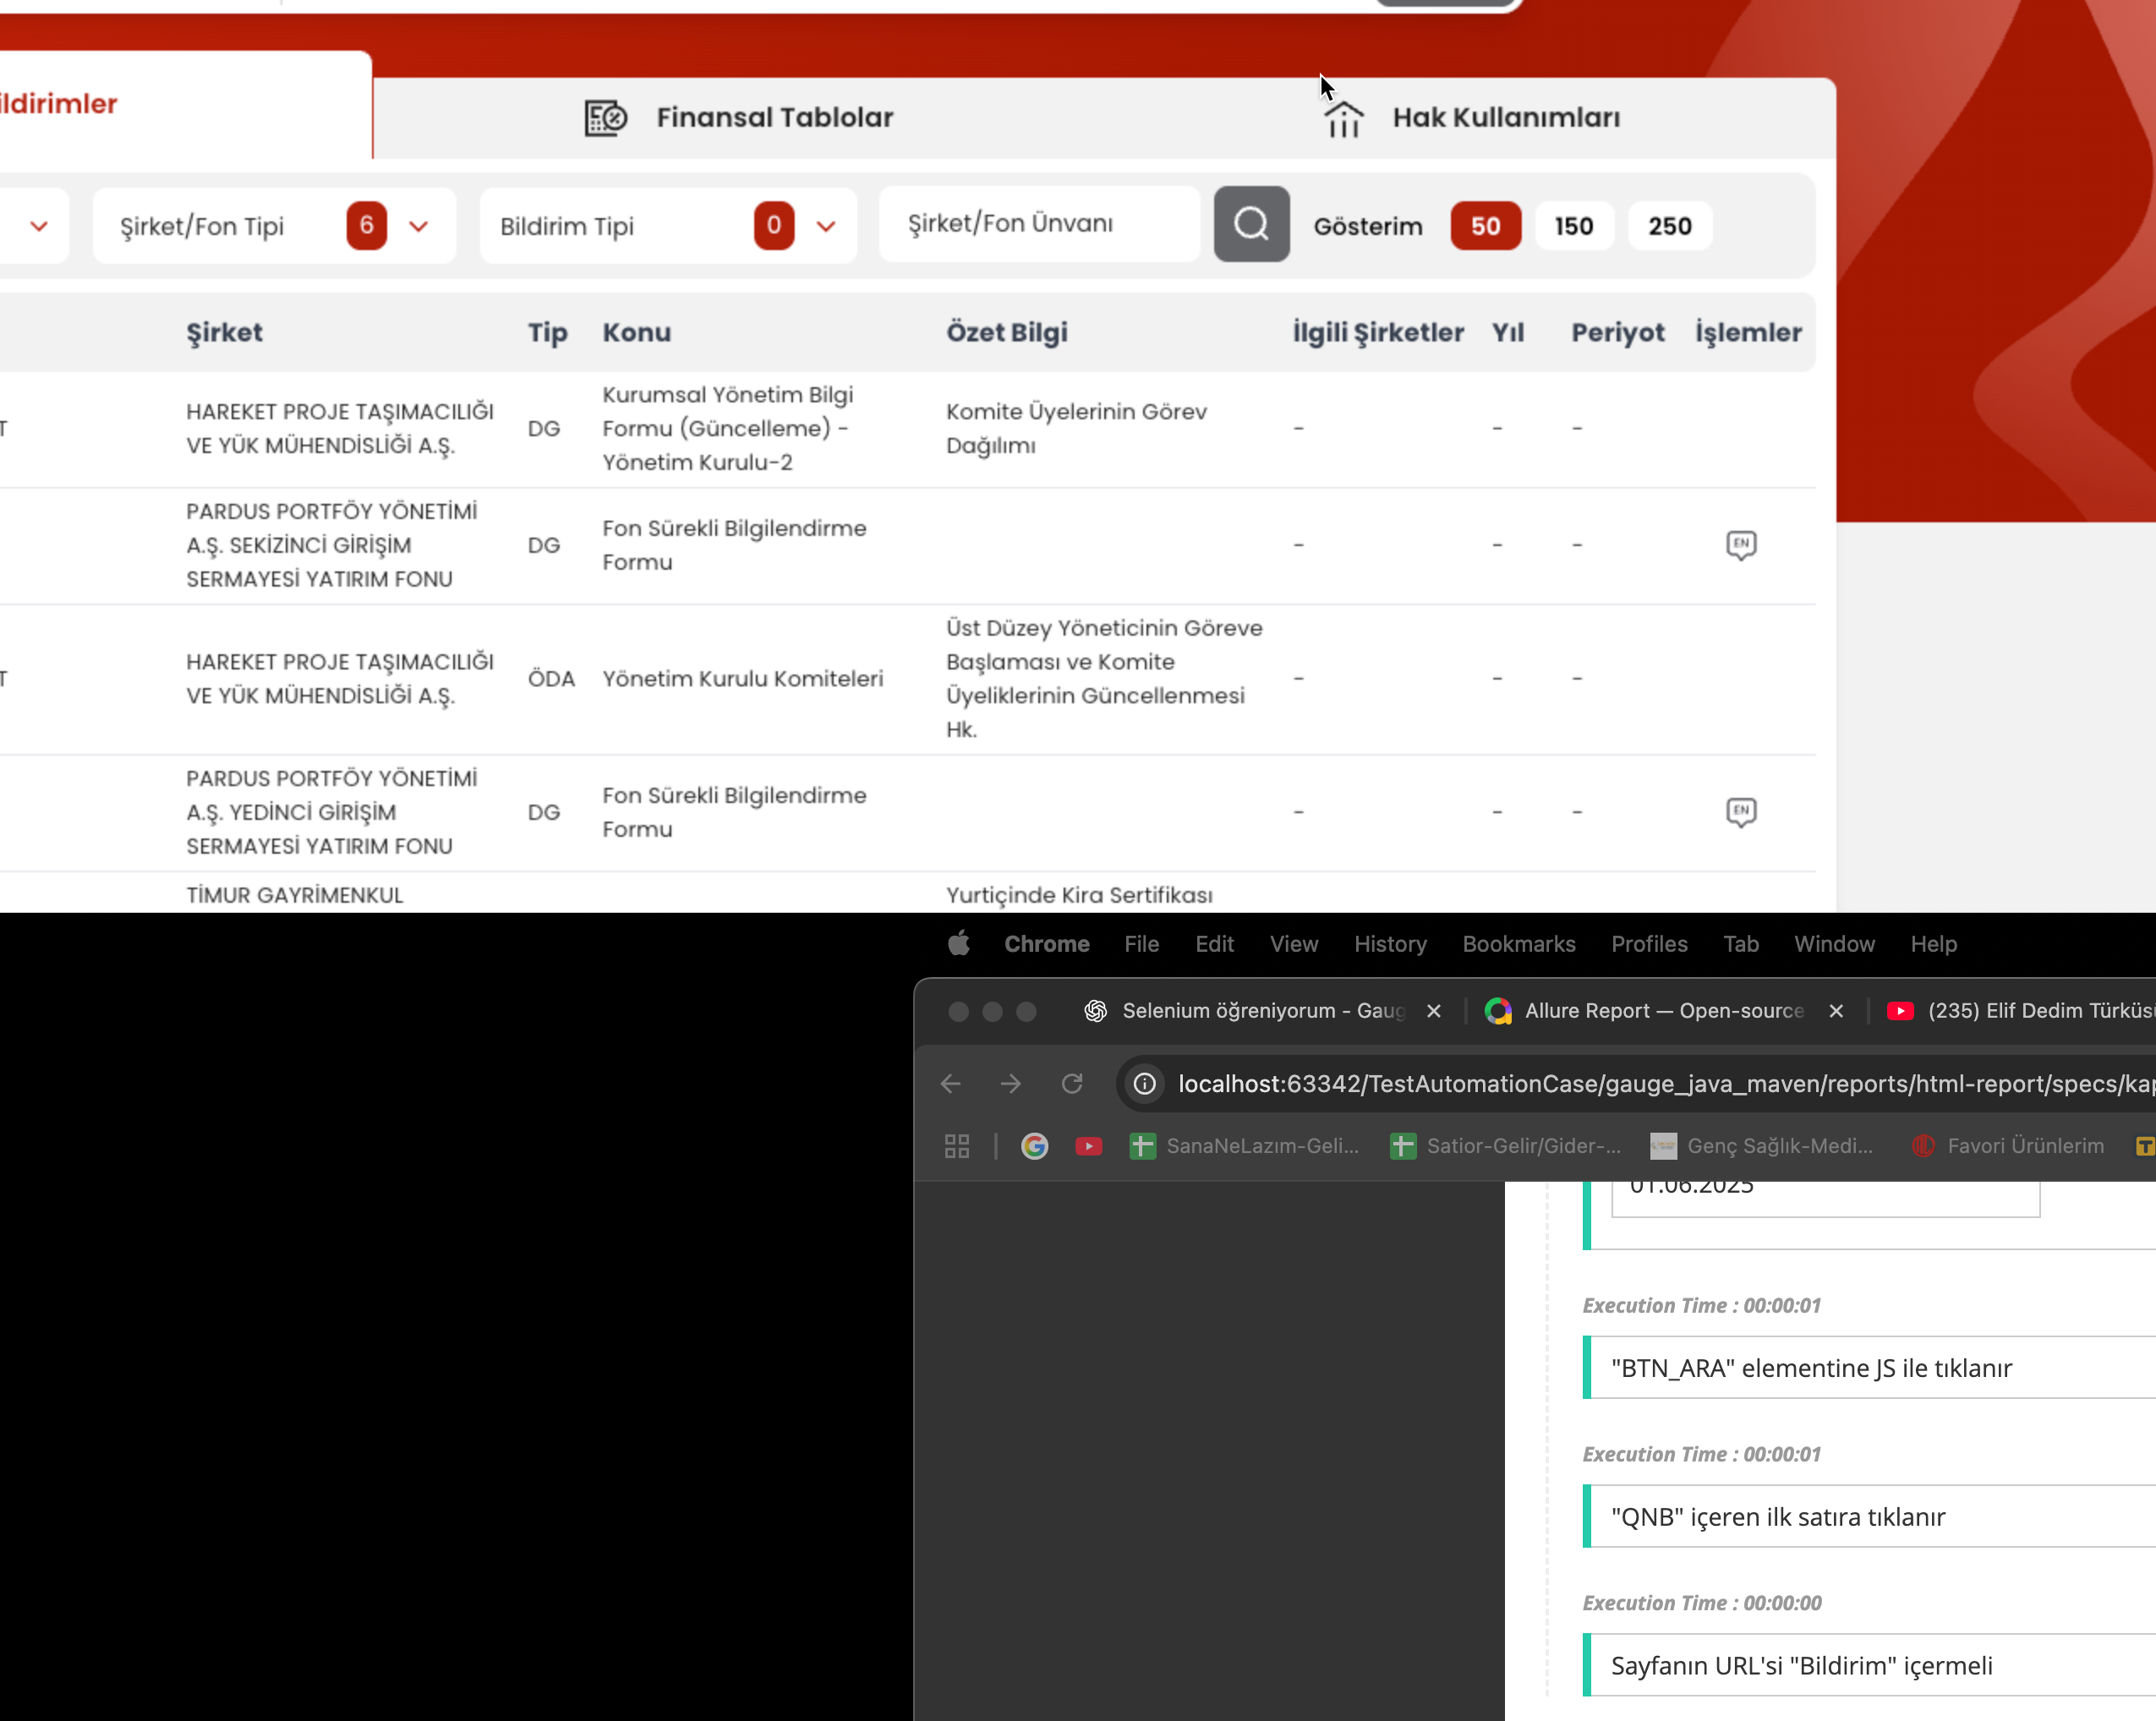 ildirimler
Finansal Tablolar
Hak Kullanımları
Şirket/Fon Tipi 6
Bildirim Tipi 0
Şirket/Fon Ünvanı
Gösterim 50 150 250
Şirket Tip Konu Özet Bilgi İlgili Şirketler Yıl Periyot İşlemler
T
HAREKET PROJE TAŞIMACILIĞI
VE YÜK MÜHENDİSLİĞİ A.Ş.
DG
Kurumsal Yönetim Bilgi
Formu (Güncelleme) -
Yönetim Kurulu-2
Komite Üyelerinin Görev
Dağılımı
- - -
PARDUS PORTFÖY YÖNETİMİ
A.Ş. SEKİZİNCİ GİRİŞİM
SERMAYESİ YATIRIM FONU
DG
Fon Sürekli Bilgilendirme
Formu
- - -
EN
T
HAREKET PROJE TAŞIMACILIĞI
VE YÜK MÜHENDİSLİĞİ A.Ş.
ÖDA
Yönetim Kurulu Komiteleri
Üst Düzey Yöneticinin Göreve
Başlaması ve Komite
Üyeliklerinin Güncellenmesi
Hk.
- - -
PARDUS PORTFÖY YÖNETİMİ
A.Ş. YEDİNCİ GİRİŞİM
SERMAYESİ YATIRIM FONU
DG
Fon Sürekli Bilgilendirme
Formu
- - -
EN
TİMUR GAYRİMENKUL
Yurtiçinde Kira Sertifikası
Chrome File Edit View History Bookmarks Profiles Tab Window Help
Selenium öğreniyorum - Gaug
Allure Report — Open-source
(235) Elif Dedim Türküsü
localhost:63342/TestAutomationCase/gauge_java_maven/reports/html-report/specs/kap
SanaNeLazım-Geli...
Satior-Gelir/Gider-...
Genç Sağlık-Medi...
Favori Ürünlerim
T
01.06.2025
Execution Time : 00:00:01
"BTN_ARA" elementine JS ile tıklanır
Execution Time : 00:00:01
"QNB" içeren ilk satıra tıklanır
Execution Time : 00:00:00
Sayfanın URL'si "Bildirim" içermeli